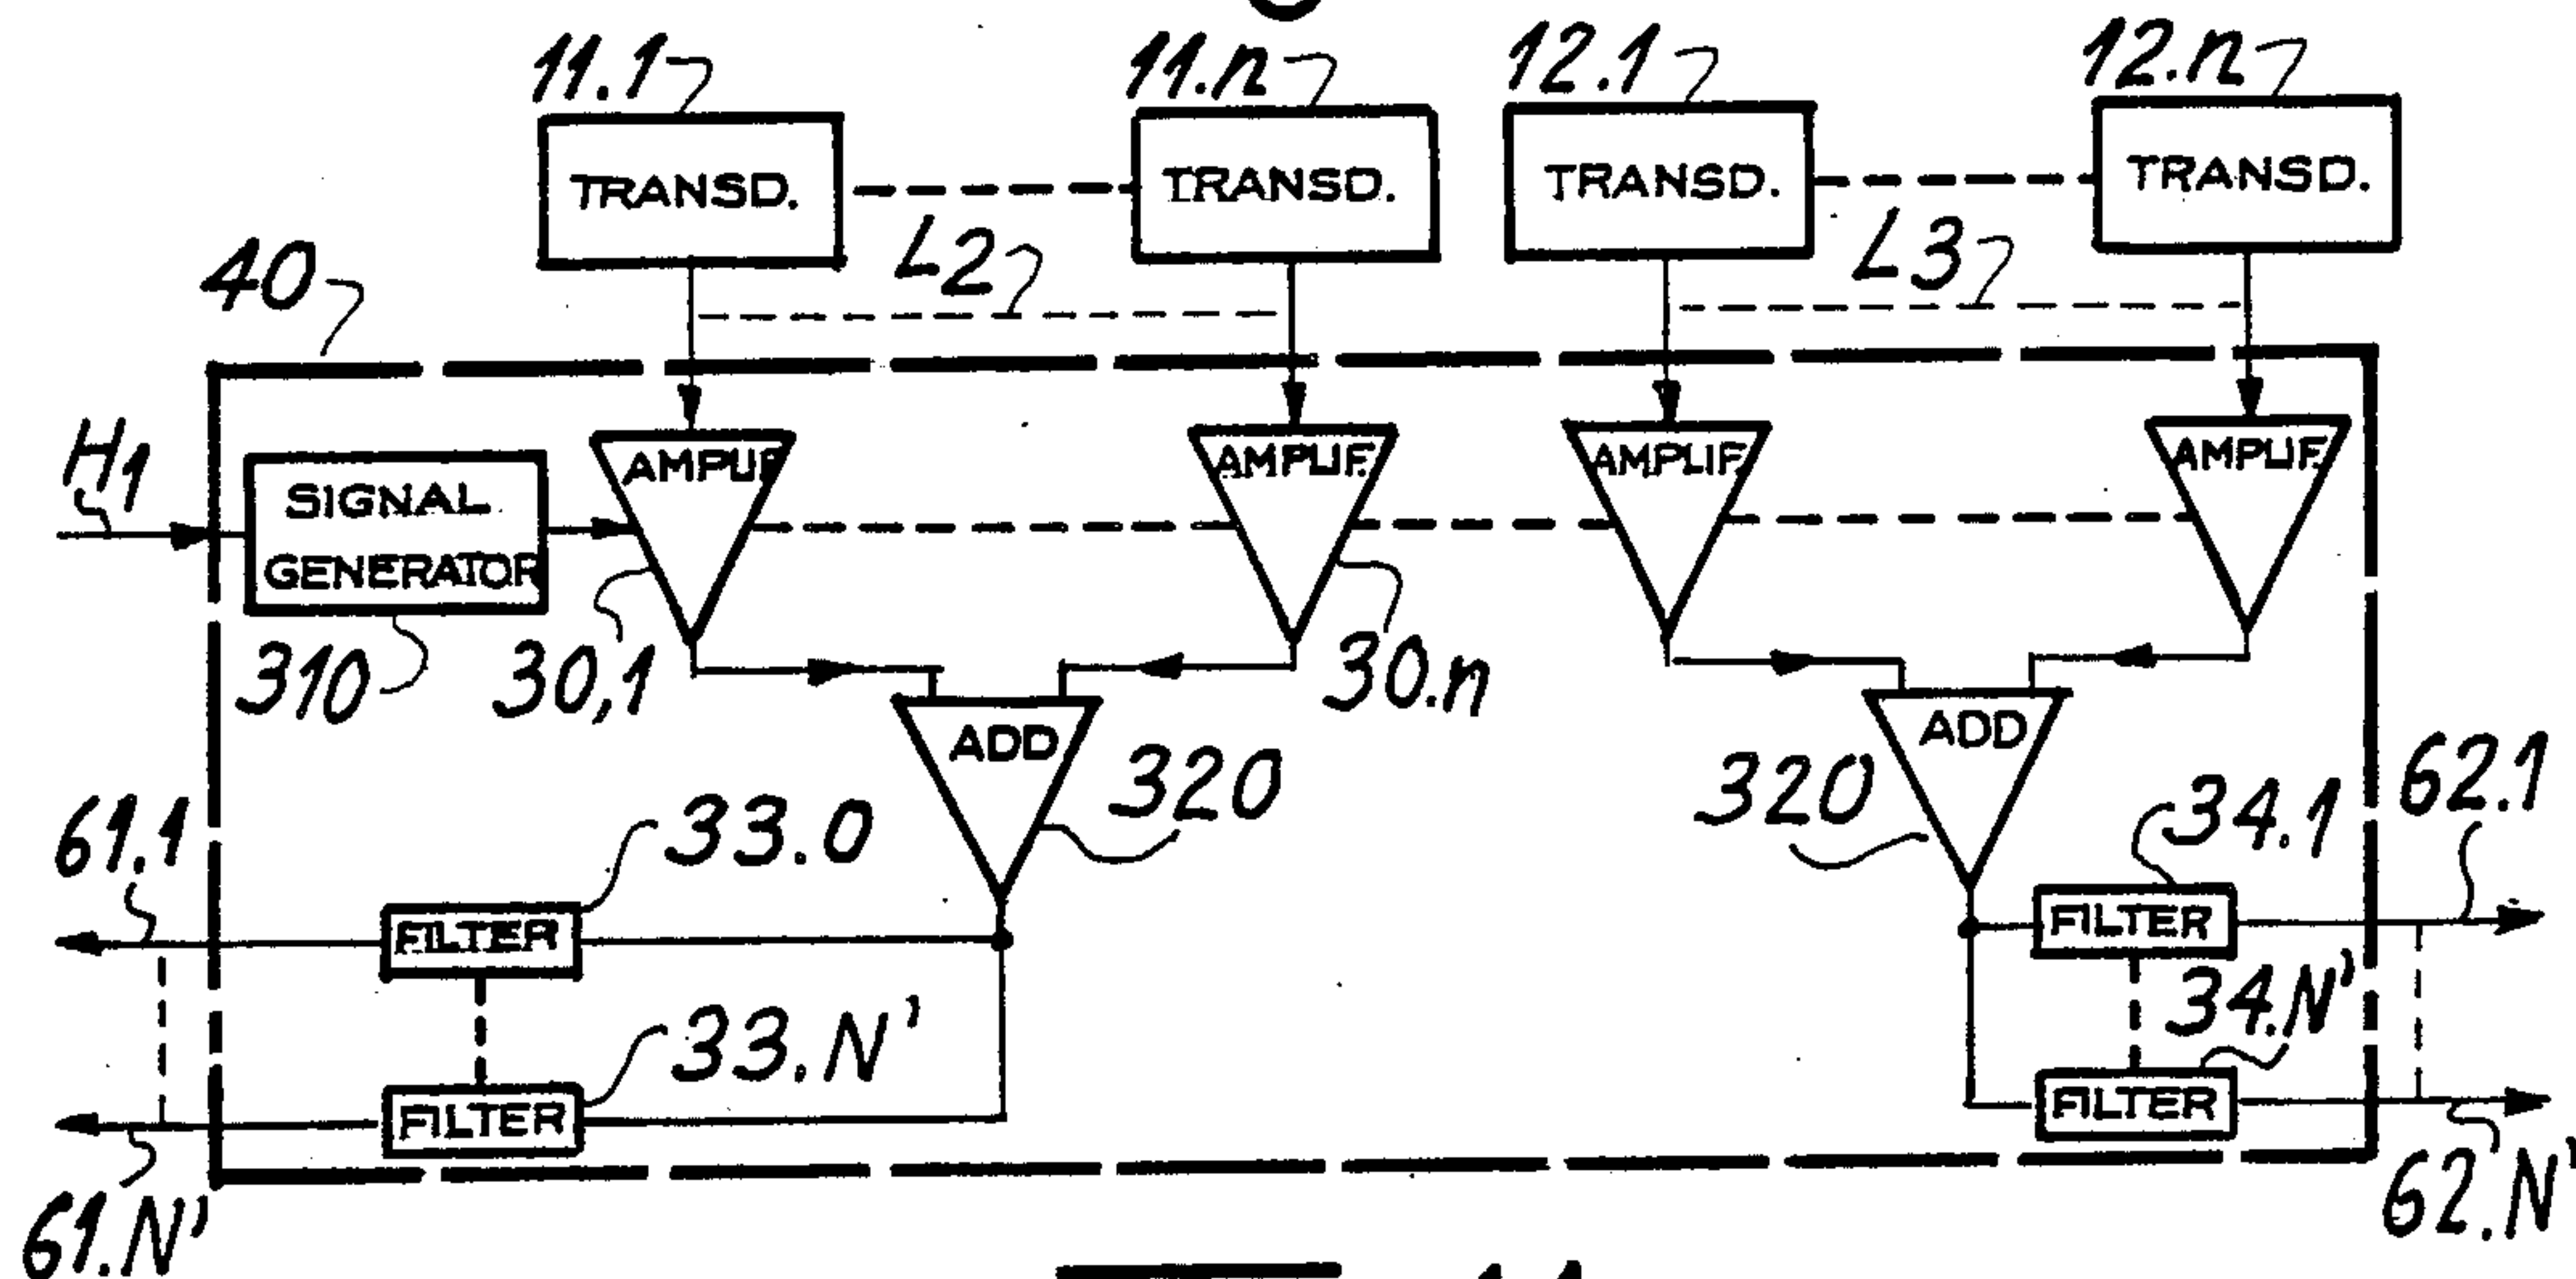 11.1 11.n 12.1 12.n
TRANSD. TRANSD. TRANSD. TRANSD.
L2 L3
40
H1
SIGNAL
GENERATOR
AMPLIF AMPLIF. AMPLIF AMPLIF.
310 30,1 30.n
ADD ADD
320 320
61.1 33.0 34.1 62.1
FILTER FILTER
33.N' 34.N'
FILTER FILTER
61.N' 62.N'